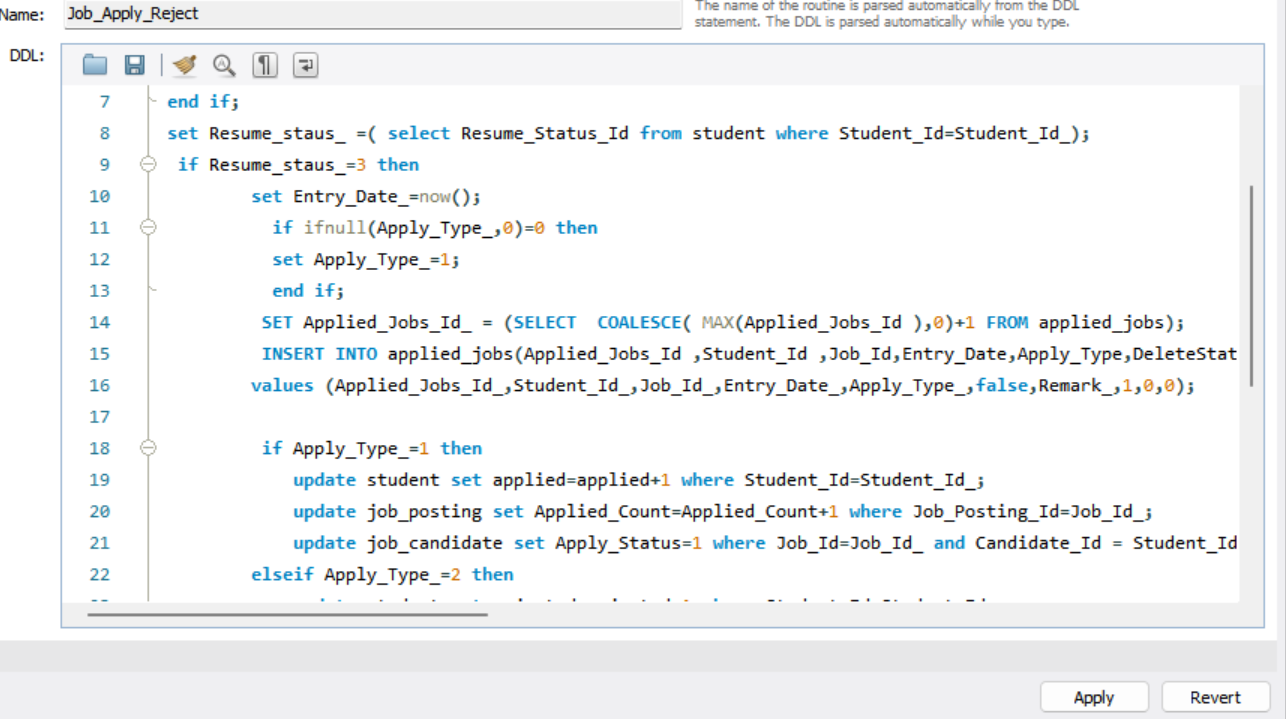 The name of the routine is parsed automatically from the DDL
Name: Job_Apply_Reject
statement. The DDL is parsed automatically while you type.
DDL:
7 end if;
8 set Resume_staus_ =( select Resume_Status_Id from student where Student_Id=Student_Id_);
9 if Resume_staus_=3 then
10 set Entry_Date_=now();
11 if ifnull(Apply_Type_,0)=0 then
12 set Apply_Type_=1;
13 end if;
14 SET Applied_Jobs_Id_ = (SELECT  COALESCE( MAX(Applied_Jobs_Id ),0)+1 FROM applied_jobs);
15 INSERT INTO applied_jobs(Applied_Jobs_Id ,Student_Id ,Job_Id,Entry_Date,Apply_Type,DeleteStat
16 values (Applied_Jobs_Id_,Student_Id_,Job_Id_,Entry_Date_,Apply_Type_,false,Remark_,1,0,0);
17
18 if Apply_Type_=1 then
19 update student set applied=applied+1 where Student_Id=Student_Id_;
20 update job_posting set Applied_Count=Applied_Count+1 where Job_Posting_Id=Job_Id_;
21 update job_candidate set Apply_Status=1 where Job_Id=Job_Id_ and Candidate_Id = Student_Id
22 elseif Apply_Type_=2 then
Apply Revert